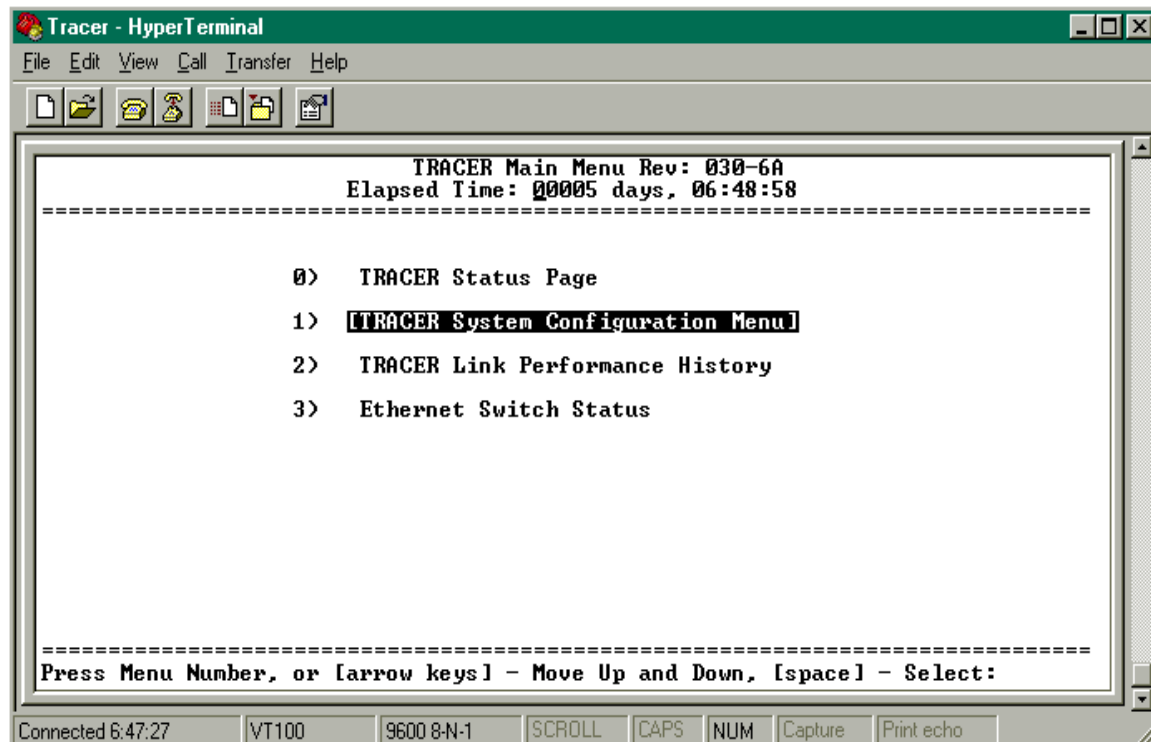 Tracer - HyperTerminal
File Edit View Call Transfer Help
TRACER Main Menu Rev: 030-6A
Elapsed Time: 00005 days, 06:48:58
==============================================================================
0> TRACER Status Page
1> [TRACER System Configuration Menu]
2> TRACER Link Performance History
3> Ethernet Switch Status
==============================================================================
Press Menu Number, or [arrow keys] - Move Up and Down, [space] - Select:
Connected 6:47:27 VT100 9600 8-N-1 SCROLL CAPS NUM Capture Print echo